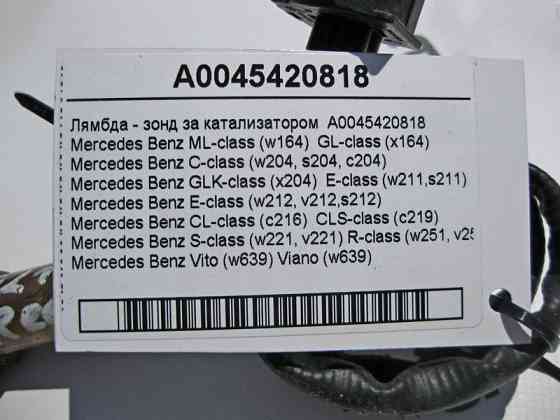 A0045420818
Лямбда - зонд за катализатором A0045420818
Mercedes Benz ML-class (w164) GL-class (x164)
Mercedes Benz C-class (w204, s204, c204)
Mercedes Benz GLK-class (x204) E-class (w211,s211)
Mercedes Benz E-class (w212, v212,s212)
Mercedes Benz CL-class (c216) CLS-class (c219)
Mercedes Benz S-class (w221, v221) R-class (w251, v25
Mercedes Benz Vito (w639) Viano (w639)